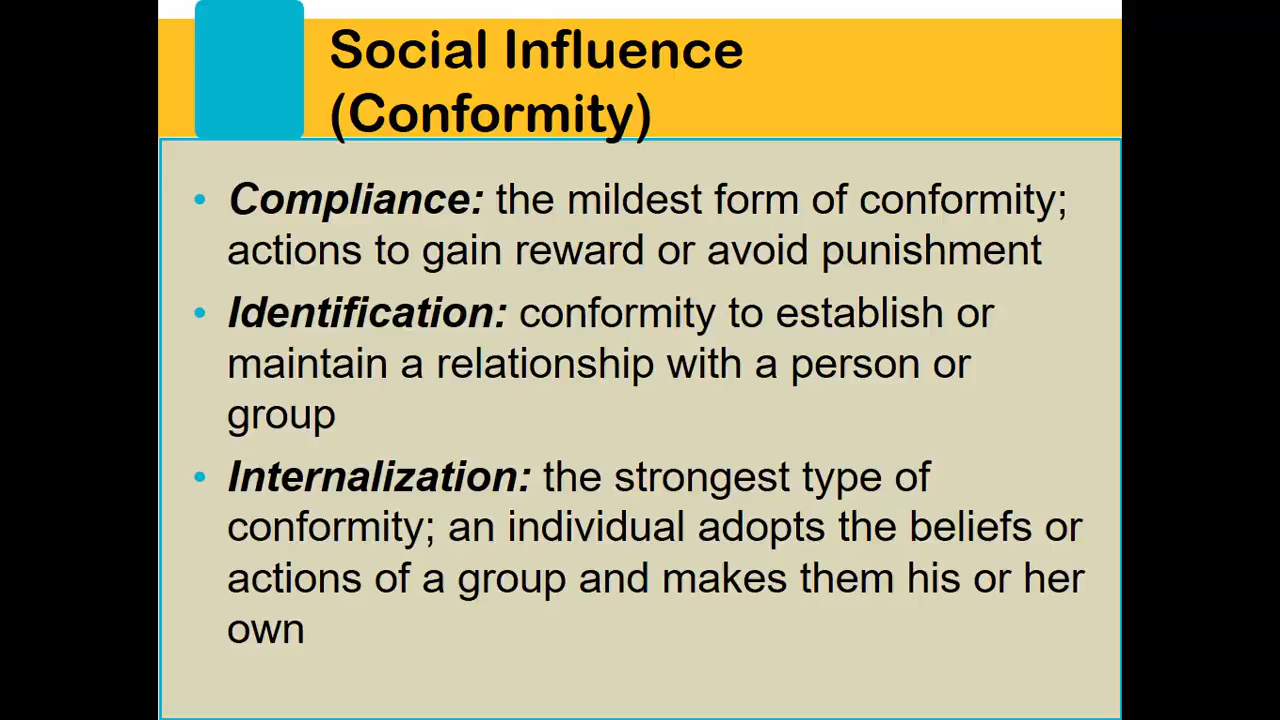 Social Influence
(Conformity)
• Compliance: the mildest form of conformity;
actions to gain reward or avoid punishment
• Identification: conformity to establish or
maintain a relationship with a person or
group
• Internalization: the strongest type of
conformity; an individual adopts the beliefs or
actions of a group and makes them his or her
own